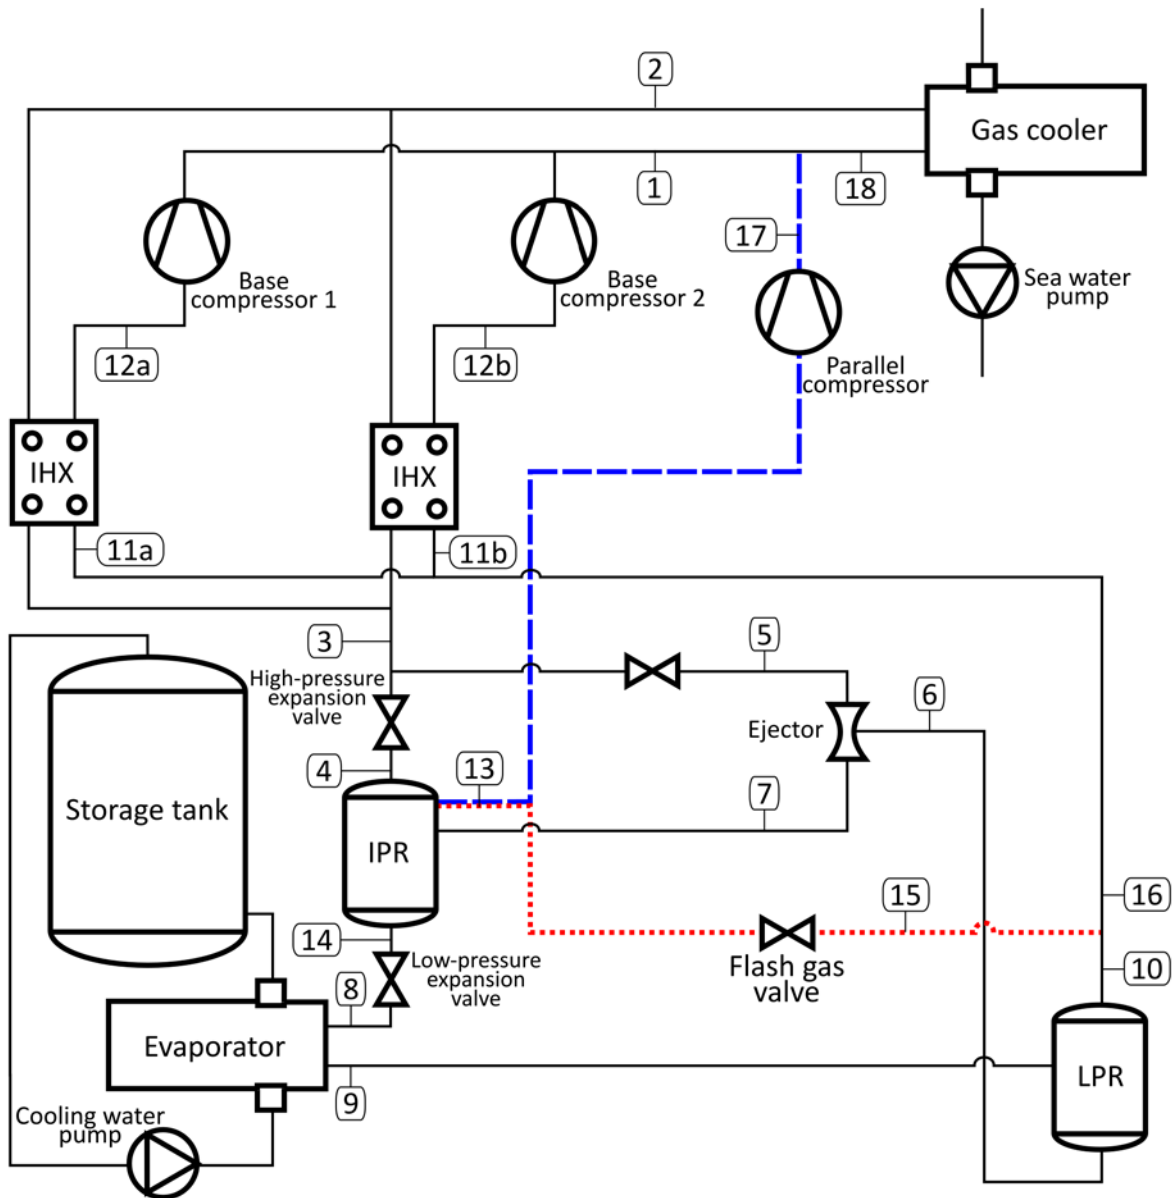 2
Gas cooler
1
18
17
Base
compressor 1
Base
compressor 2
Sea water
pump
12a
12b
Parallel
compressor
IHX
IHX
11a
11b
3
5
High-pressure
expansion
valve
6
Ejector
4
13
7
Storage tank
IPR
15
16
14
Low-pressure
expansion
valve
Flash gas
valve
10
8
Evaporator
LPR
9
Cooling water
pump